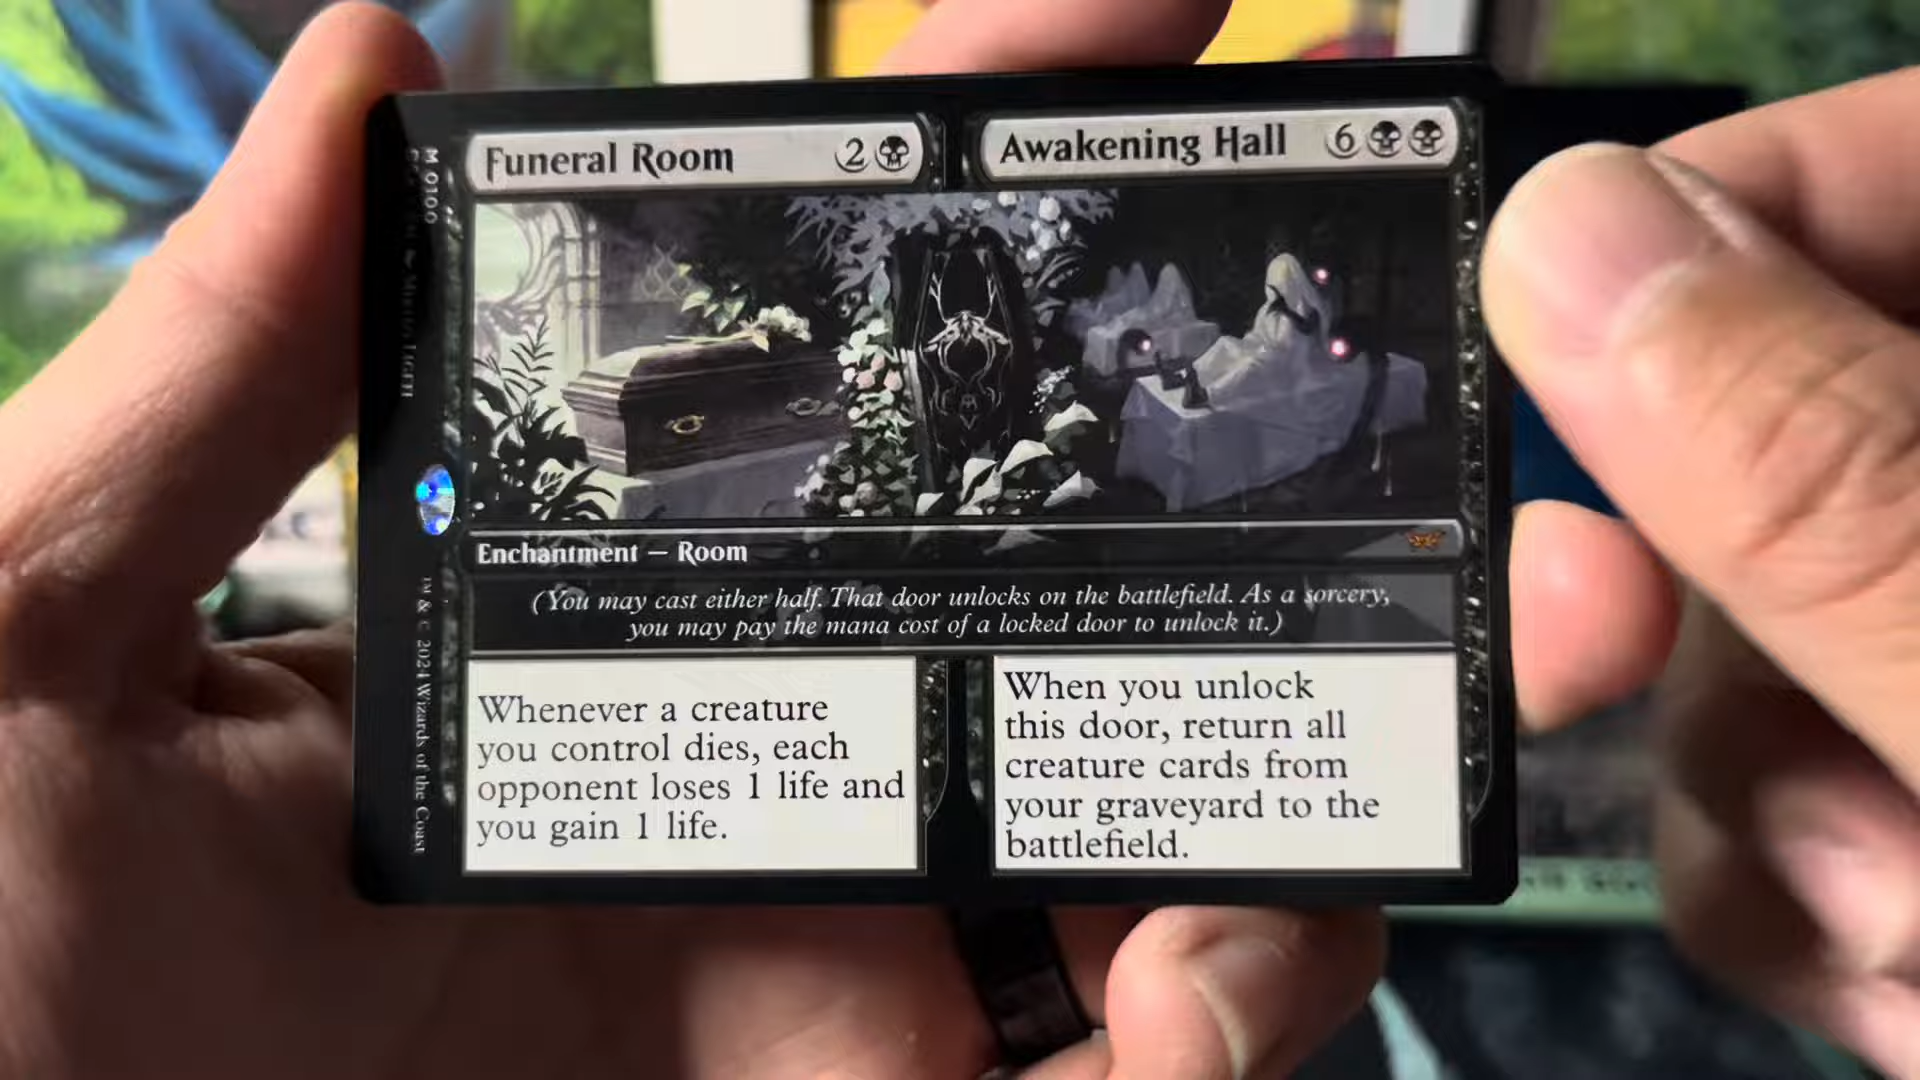 Funeral Room 2
Awakening Hall 6
Enchantment — Room
(You may cast either half. That door unlocks on the battlefield. As a sorcery,
you may pay the mana cost of a locked door to unlock it.)
Whenever a creature
you control dies, each
opponent loses 1 life and
you gain 1 life.
When you unlock
this door, return all
creature cards from
your graveyard to the
battlefield.
M 0100
™ & © 2024 Wizards of the Coast